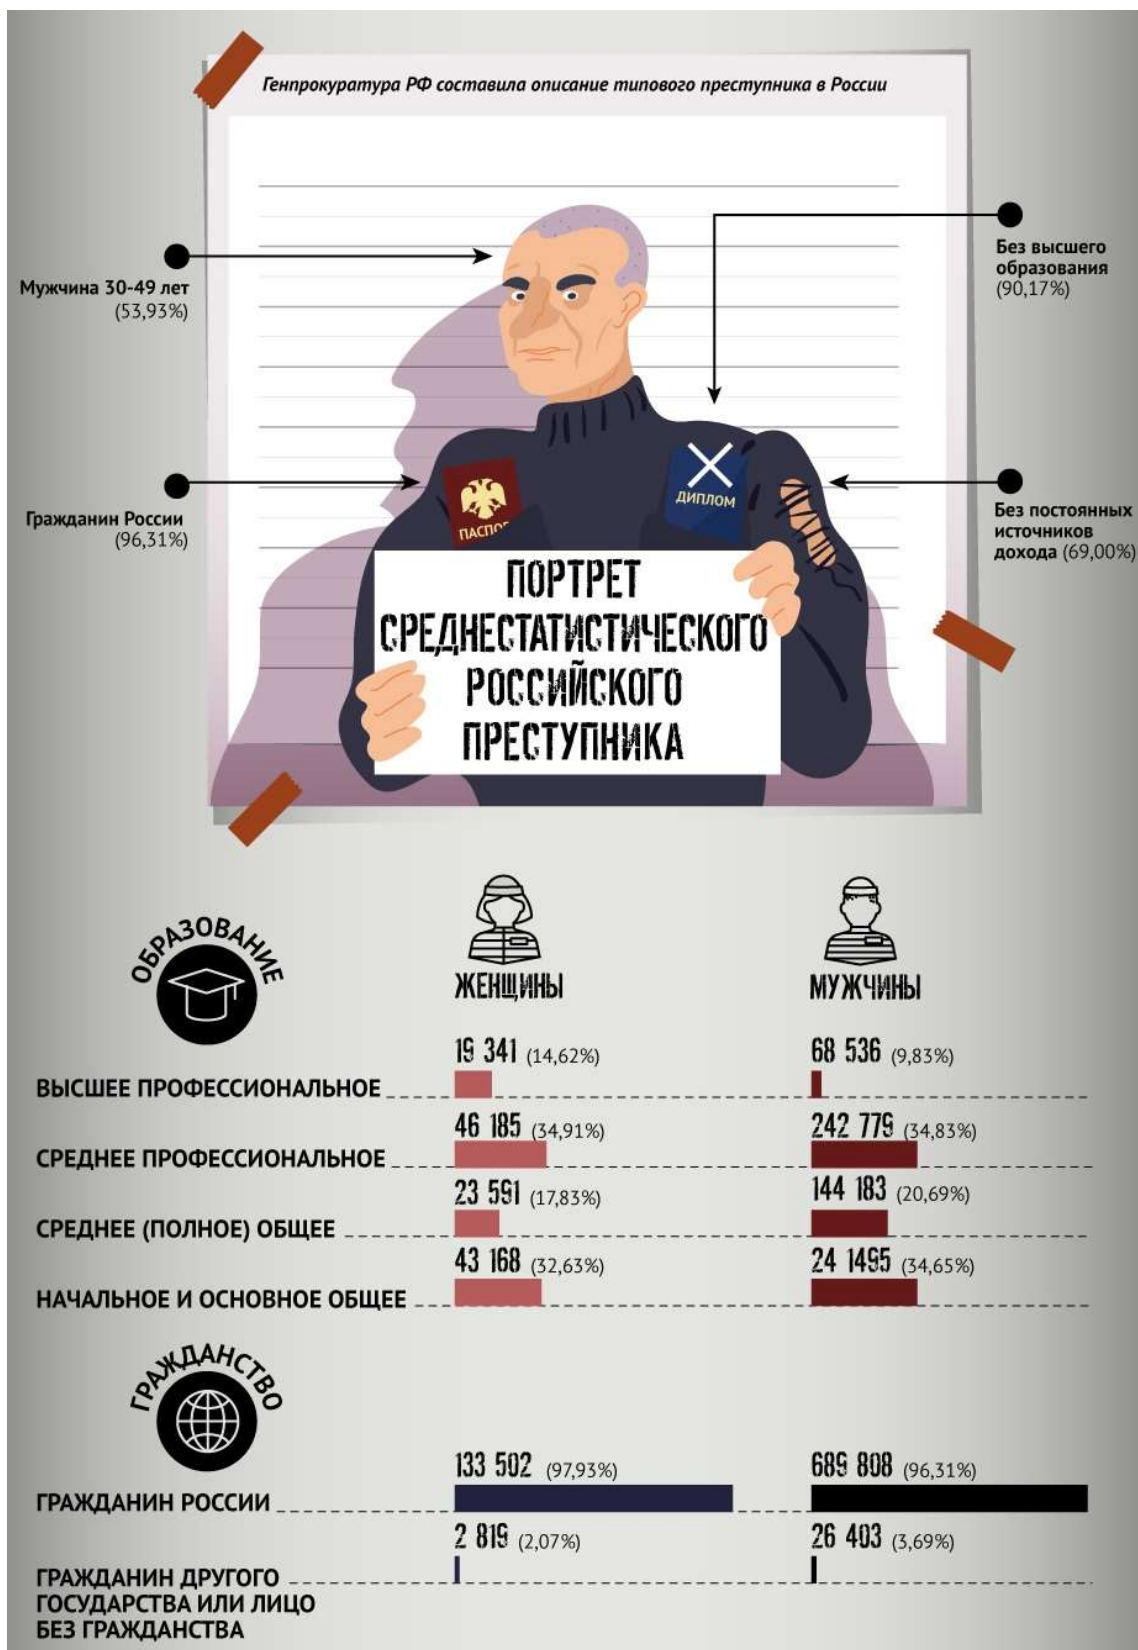 Генпрокуратура РФ составила описание типового преступника в России
Мужчина 30-49 лет
(53,93%)
Без высшего
образования
(90,17%)
Гражданин России
(96,31%)
Без постоянных
источников
дохода (69,00%)
ПАСПОР
ДИПЛОМ
ПОРТРЕТ
СРЕДНЕСТАТИСТИЧЕСКОГО
РОССИЙСКОГО
ПРЕСТУПНИКА
ОБРАЗОВАНИЕ
ЖЕНЩИНЫ
МУЖЧИНЫ
19 341 (14,62%)
68 536 (9,83%)
ВЫСШЕЕ ПРОФЕССИОНАЛЬНОЕ
46 185 (34,91%)
242 779 (34,83%)
СРЕДНЕЕ ПРОФЕССИОНАЛЬНОЕ
23 591 (17,83%)
144 183 (20,69%)
СРЕДНЕЕ (ПОЛНОЕ) ОБЩЕЕ
43 168 (32,63%)
24 1495 (34,65%)
НАЧАЛЬНОЕ И ОСНОВНОЕ ОБЩЕЕ
ГРАЖДАНСТВО
133 502 (97,93%)
689 808 (96,31%)
ГРАЖДАНИН РОССИИ
2 819 (2,07%)
26 403 (3,69%)
ГРАЖДАНИН ДРУГОГО
ГОСУДАРСТВА ИЛИ ЛИЦО
БЕЗ ГРАЖДАНСТВА